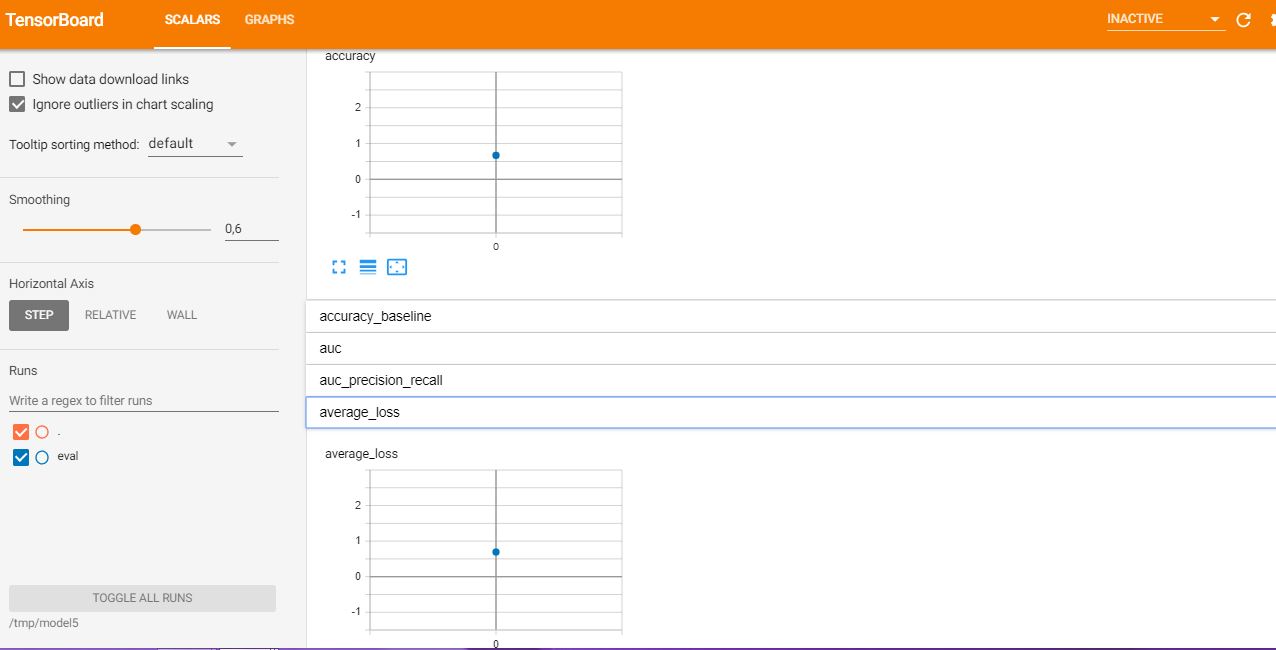 TensorBoard
SCALARS
GRAPHS
INACTIVE
Show data download links
Ignore outliers in chart scaling
Tooltip sorting method: default
Smoothing
0,6
Horizontal Axis
STEP
RELATIVE
WALL
Runs
Write a regex to filter runs
.
eval
TOGGLE ALL RUNS
/tmp/model5
accuracy
2
1
0
-1
0
accuracy_baseline
auc
auc_precision_recall
average_loss
average_loss
2
1
0
-1
0